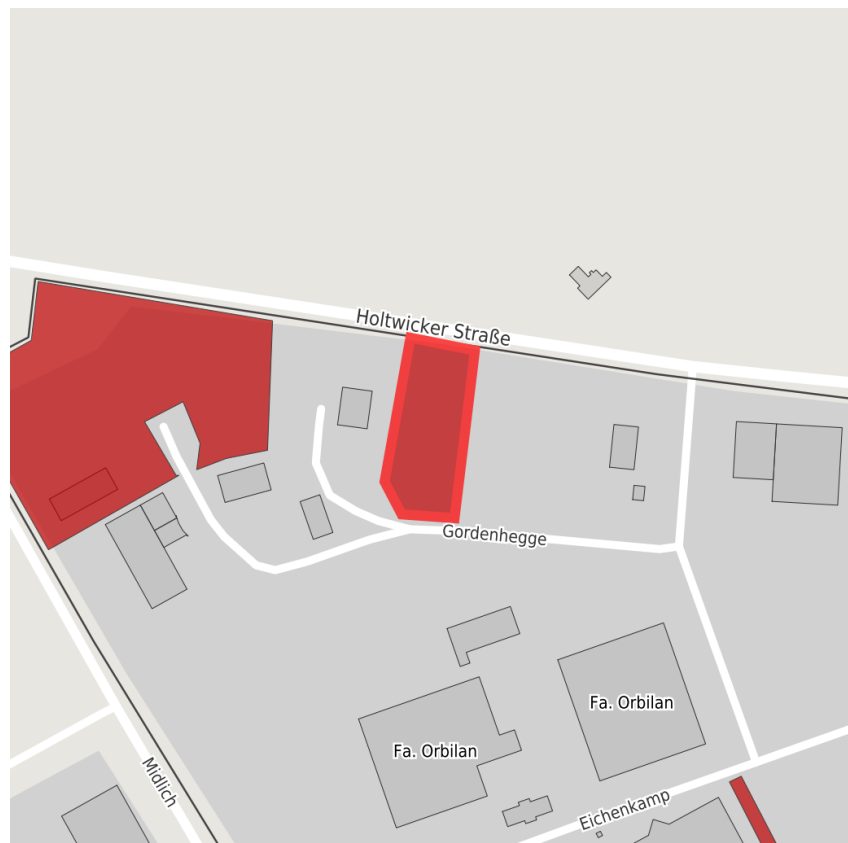 Holtwicker Straße
Gordenhegge
Fa. Orbilan
Fa. Orbilan
Midlich
Eichenkamp